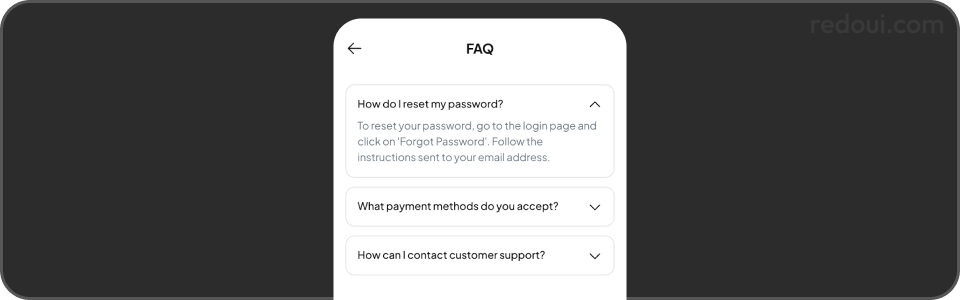 redoui.com
FAQ
How do I reset my password?
To reset your password, go to the login page and
click on 'Forgot Password'. Follow the
instructions sent to your email address.
What payment methods do you accept?
How can I contact customer support?